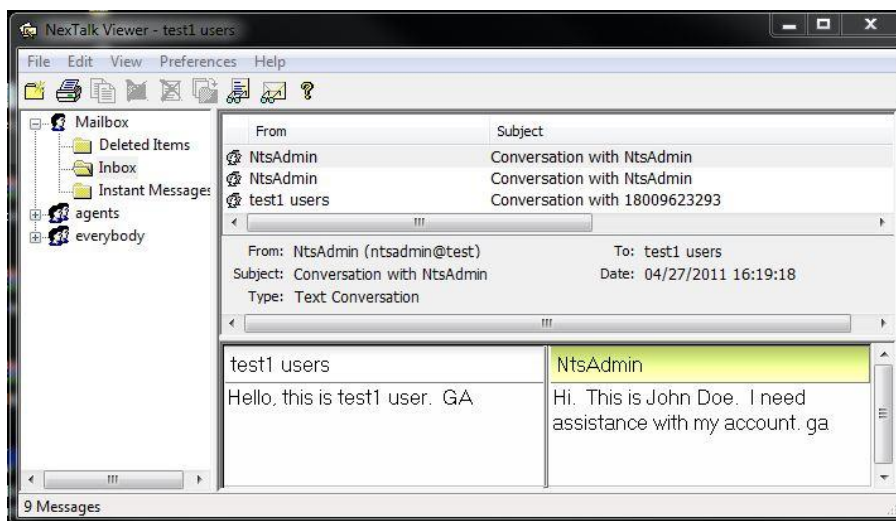 NexTalk Viewer - test1 users
File Edit View Preferences Help
Mailbox
Deleted Items
Inbox
Instant Messages
agents
everybody
From Subject
NtsAdmin Conversation with NtsAdmin
NtsAdmin Conversation with NtsAdmin
test1 users Conversation with 18009623293
From: NtsAdmin (ntsadmin@test) To: test1 users
Subject: Conversation with NtsAdmin Date: 04/27/2011 16:19:18
Type: Text Conversation
test1 users NtsAdmin
Hello, this is test1 user. GA Hi. This is John Doe. I need
assistance with my account. ga
9 Messages